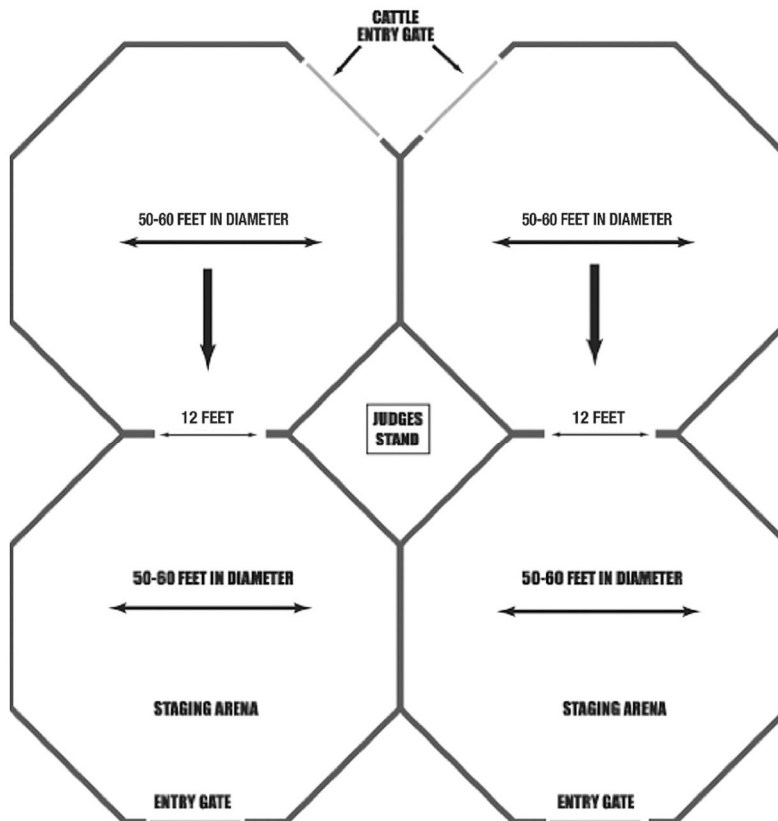 CATTLE
ENTRY GATE
50-60 FEET IN DIAMETER
50-60 FEET IN DIAMETER
12 FEET
JUDGES
STAND
12 FEET
50-60 FEET IN DIAMETER
50-60 FEET IN DIAMETER
STAGING ARENA
STAGING ARENA
ENTRY GATE
ENTRY GATE